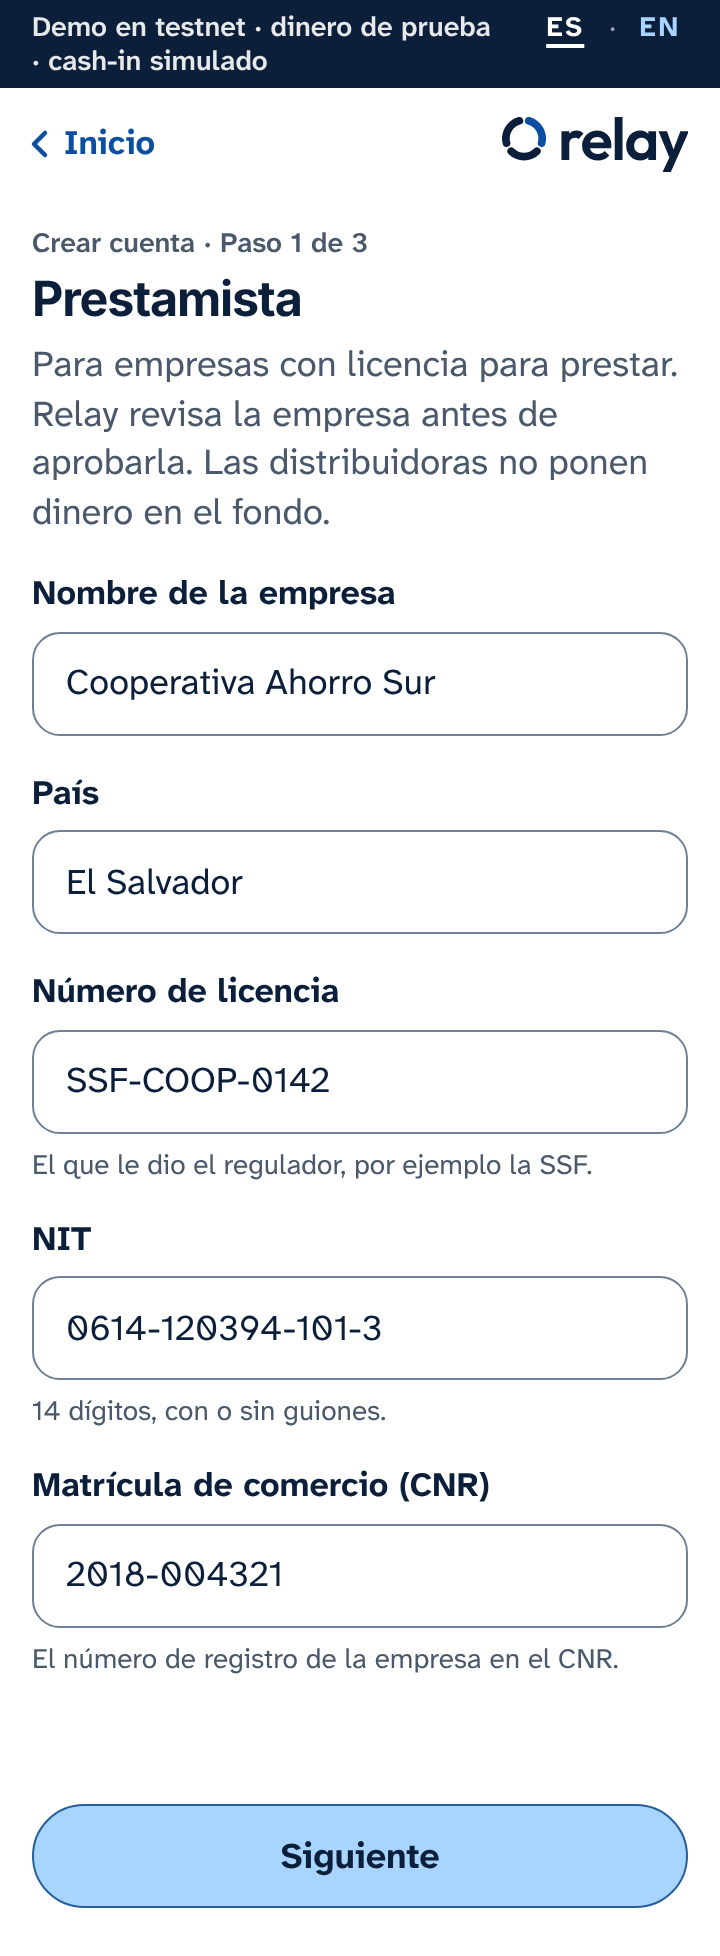 Demo en testnet · dinero de prueba
· cash-in simulado
ES · EN
Inicio
relay
Crear cuenta · Paso 1 de 3
Prestamista
Para empresas con licencia para prestar.
Relay revisa la empresa antes de
aprobarla. Las distribuidoras no ponen
dinero en el fondo.
Nombre de la empresa
Cooperativa Ahorro Sur
País
El Salvador
Número de licencia
SSF-COOP-0142
El que le dio el regulador, por ejemplo la SSF.
NIT
0614-120394-101-3
14 dígitos, con o sin guiones.
Matrícula de comercio (CNR)
2018-004321
El número de registro de la empresa en el CNR.
Siguiente